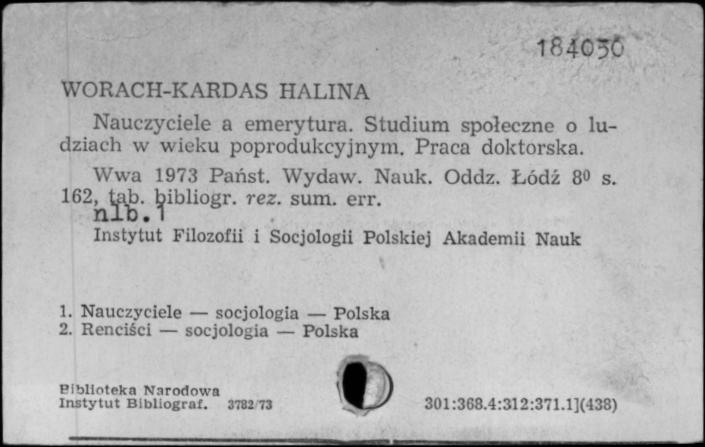 184030
WORACH-KARDAS HALINA
Nauczyciele a emerytura. Studium społeczne o lu-
dziach w wieku poprodukcyjnym. Praca doktorska.
Wwa 1973 Państ. Wydaw. Nauk. Oddz. Łódź 8⁰ s.
162, tab. bibliogr. rez. sum. err.
nlb.1
Instytut Filozofii i Socjologii Polskiej Akademii Nauk
1. Nauczyciele — socjologia — Polska
2. Renciści — socjologia — Polska
Biblioteka Narodowa
Instytut Bibliograf. 3782/73
301:368.4:312:371.1](438)